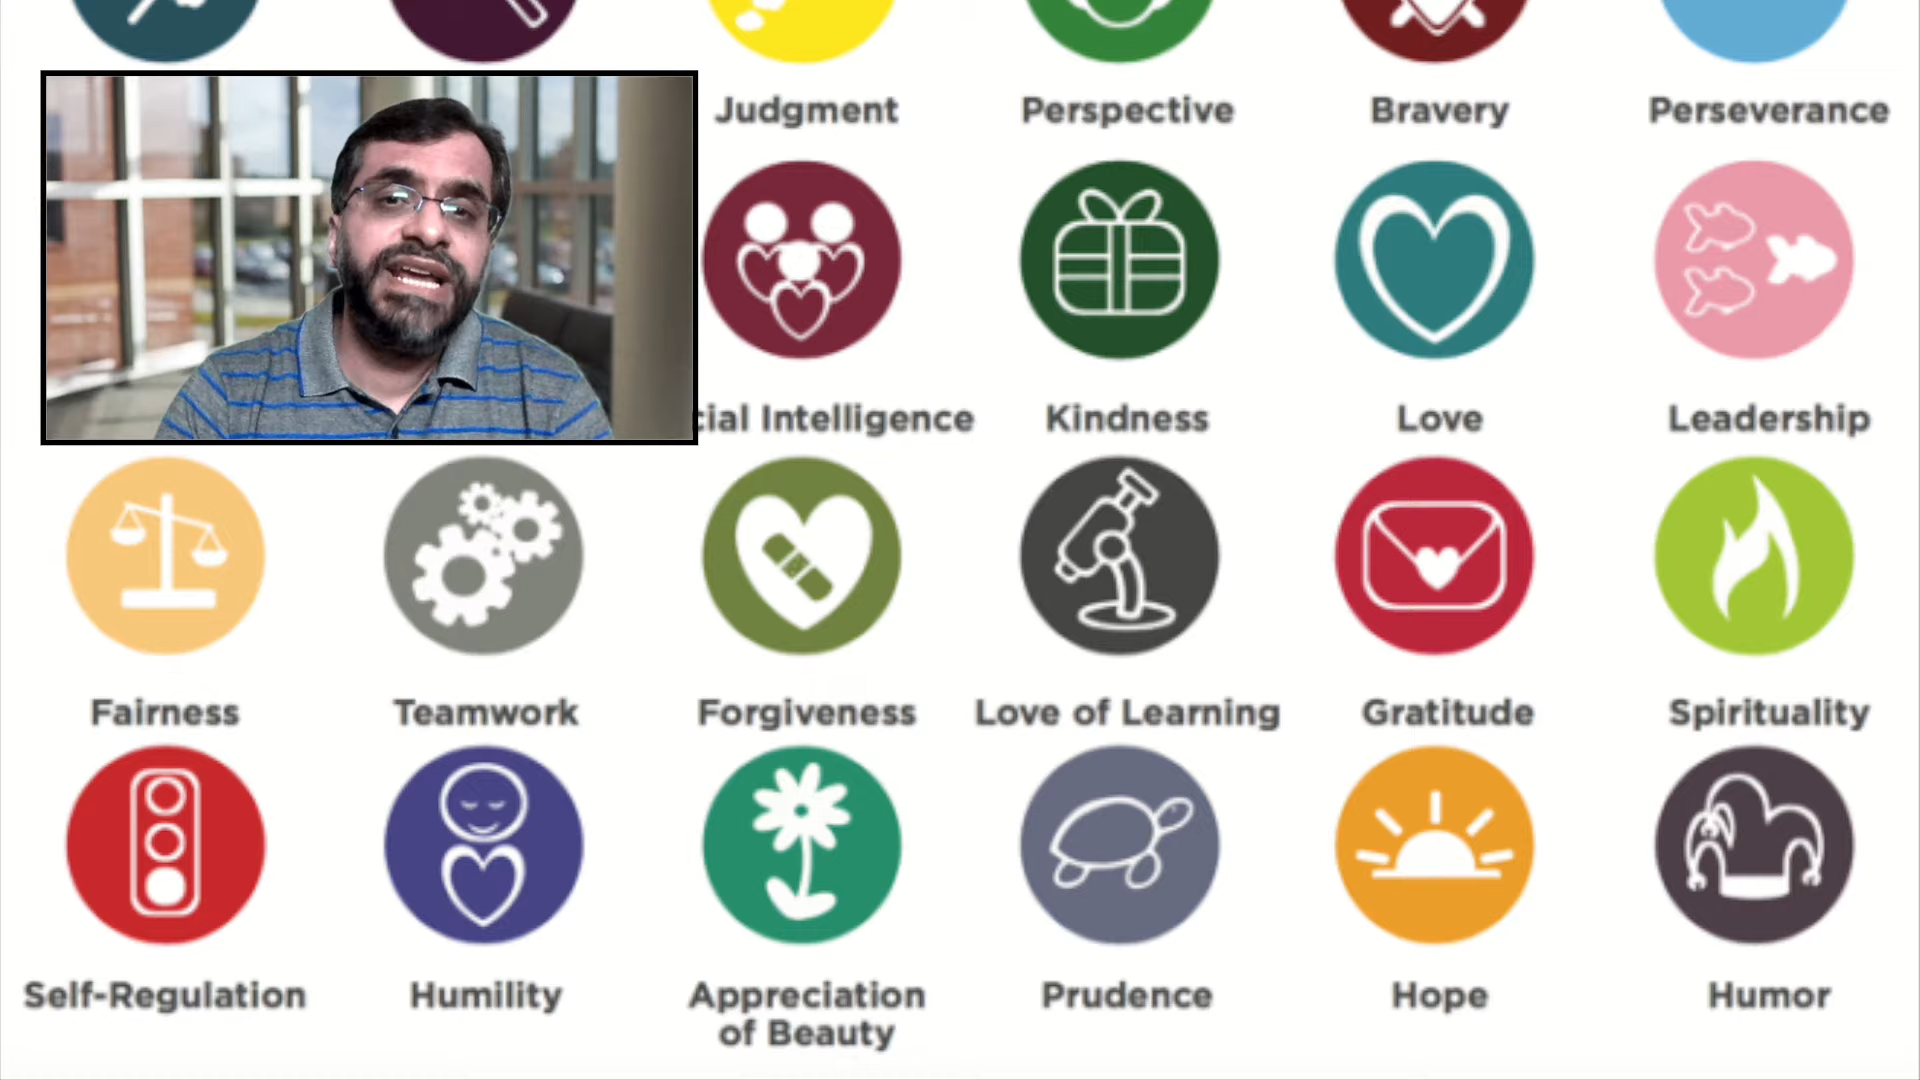 Judgment
Perspective
Bravery
Perseverance
cial Intelligence
Kindness
Love
Leadership
Fairness
Teamwork
Forgiveness
Love of Learning
Gratitude
Spirituality
Self-Regulation
Humility
Appreciation
of Beauty
Prudence
Hope
Humor